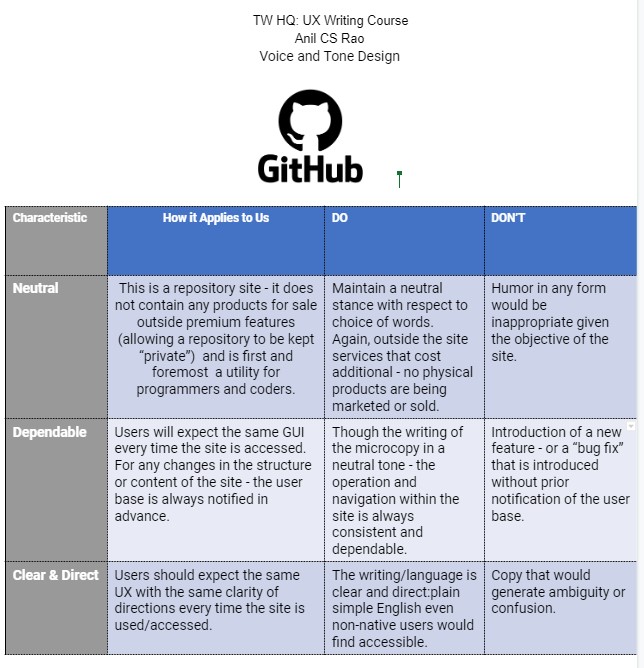 TW HQ: UX Writing Course
Anil CS Rao
Voice and Tone Design
GitHub
Characteristic
How it Applies to Us
DO
DON'T
Neutral
This is a repository site - it does
not contain any products for sale
outside premium features
(allowing a repository to be kept
"private")  and is first and
foremost  a utility for
programmers and coders.
Maintain a neutral
stance with respect to
choice of words.
Again, outside the site
services that cost
additional - no physical
products are being
marketed or sold.
Humor in any form
would be
inappropriate given
the objective of the
site.
Dependable
Users will expect the same GUI
every time the site is accessed.
For any changes in the structure
or content of the site - the user
base is always notified in
advance.
Though the writing of
the microcopy in a
neutral tone - the
operation and
navigation within the
site is always
consistent and
dependable.
Introduction of a new
feature - or a "bug fix"
that is introduced
without prior
notification of the user
base.
Clear & Direct
Users should expect the same
UX with the same clarity of
directions every time the site is
used/accessed.
The writing/language is
clear and direct:plain
simple English even
non-native users would
find accessible.
Copy that would
generate ambiguity or
confusion.